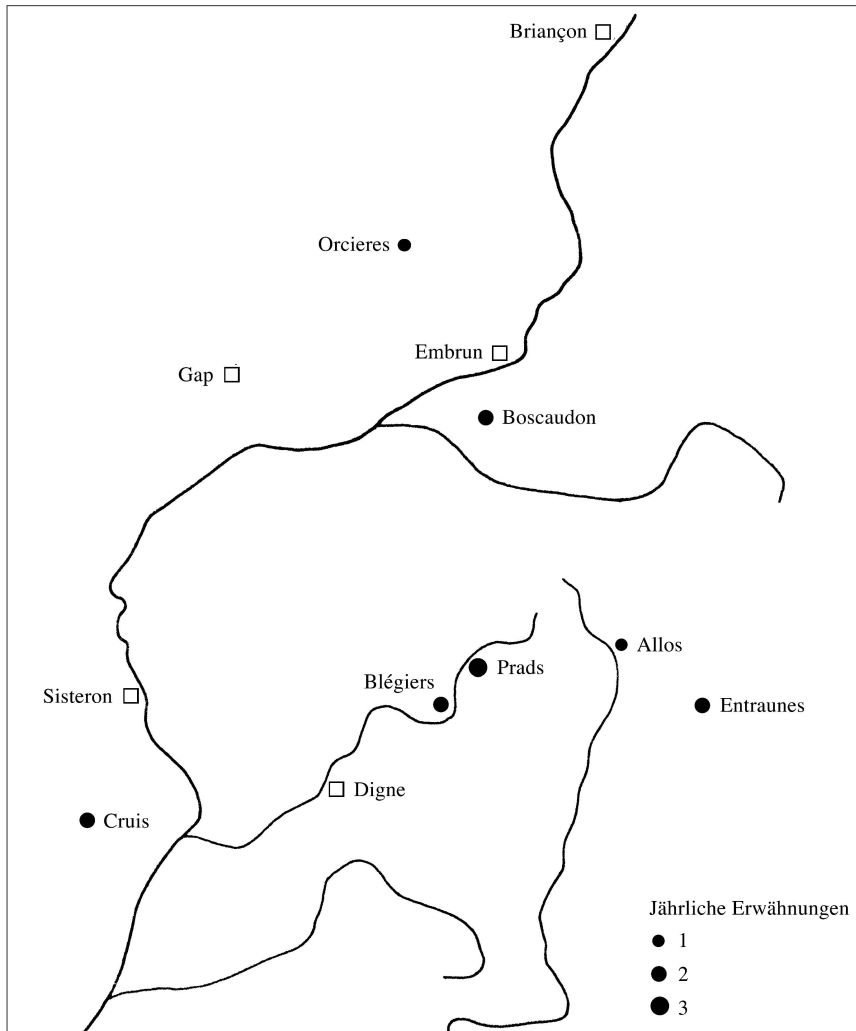 Briançon
Orcieres
Embrun
Gap
Boscaudon
Allos
Prads
Blégiers
Sisteron
Entraunes
Digne
Cruis
Jährliche Erwähnungen
1
2
3